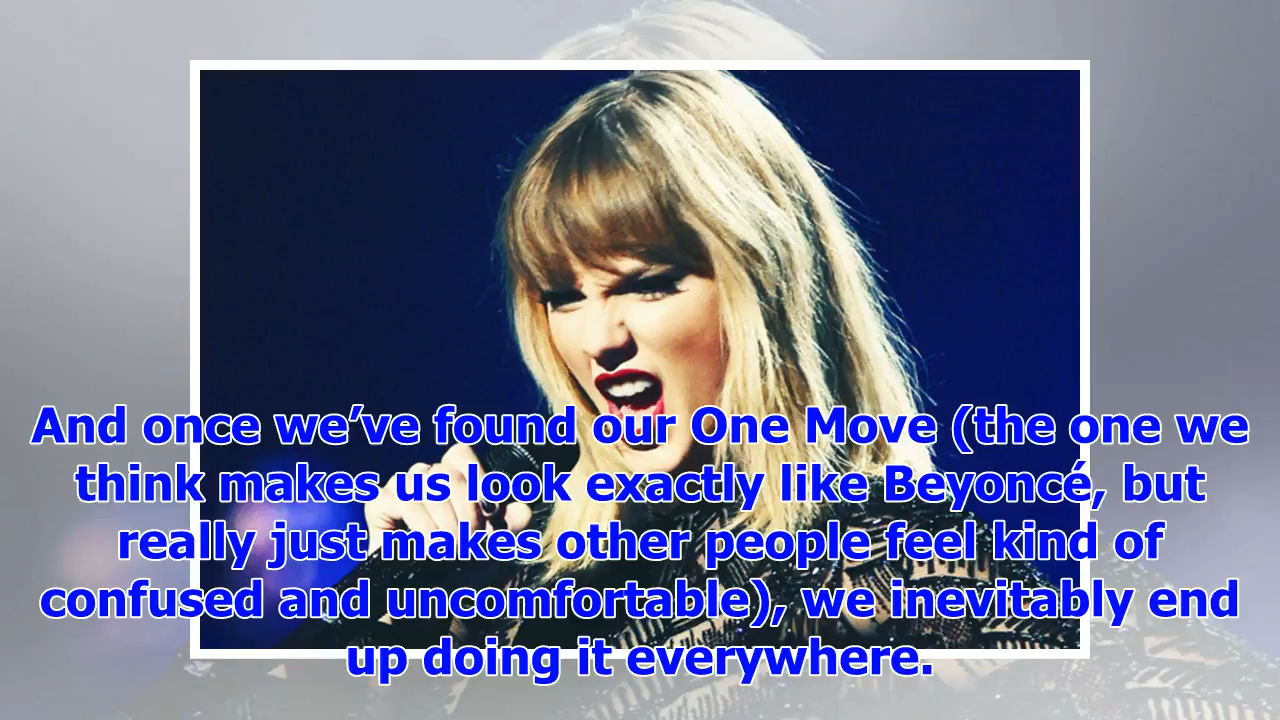 And once we’ve found our One Move (the one we
think makes us look exactly like Beyoncé, but
really just makes other people feel kind of
confused and uncomfortable), we inevitably end
up doing it everywhere.